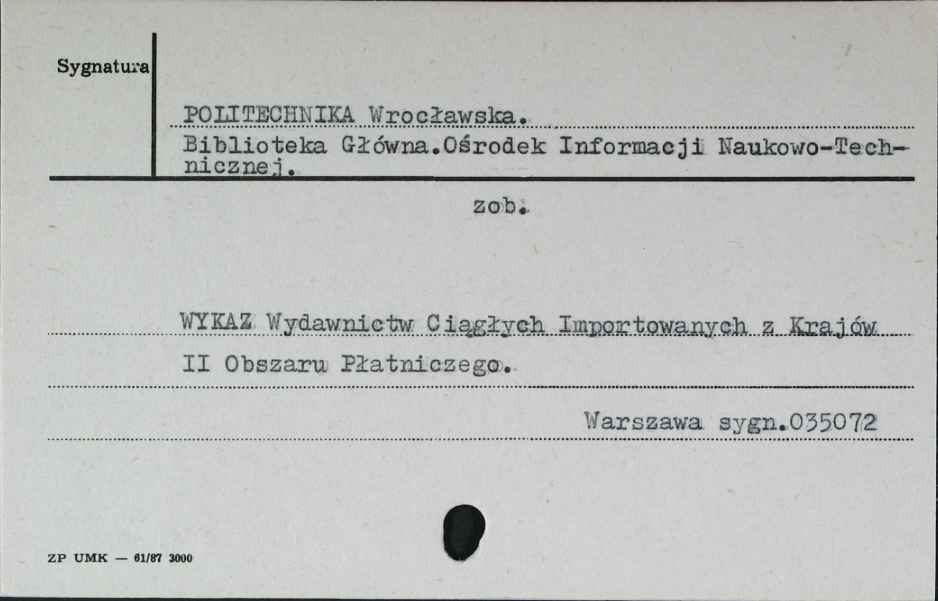 Sygnatura
POLITECHNIKA Wrocławska.
Biblioteka Główna.Ośrodek Informacji Naukowo-Tech-
nicznej.
zob.
WYKAZ Wydawnictw Ciągłych Importowanych z Krajów
II Obszaru Płatniczego.
Warszawa sygn.035072
ZP UMK — 61/87 3000